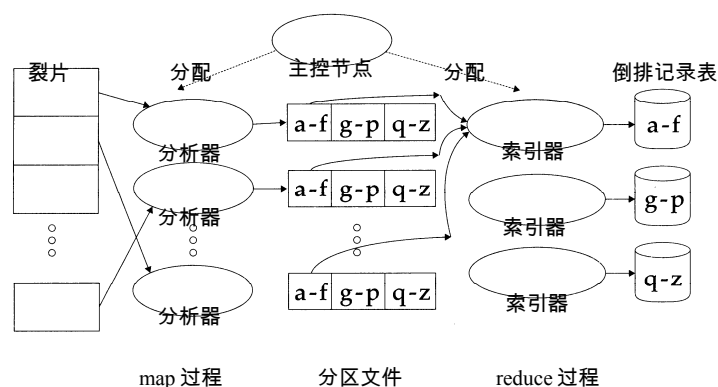 裂片
分配
主控节点
分配
倒排记录表
分析器
a-f g-p q-z
索引器
a-f
分析器
a-f g-p q-z
索引器
g-p
分析器
a-f g-p q-z
索引器
q-z
map 过程
分区文件
reduce 过程